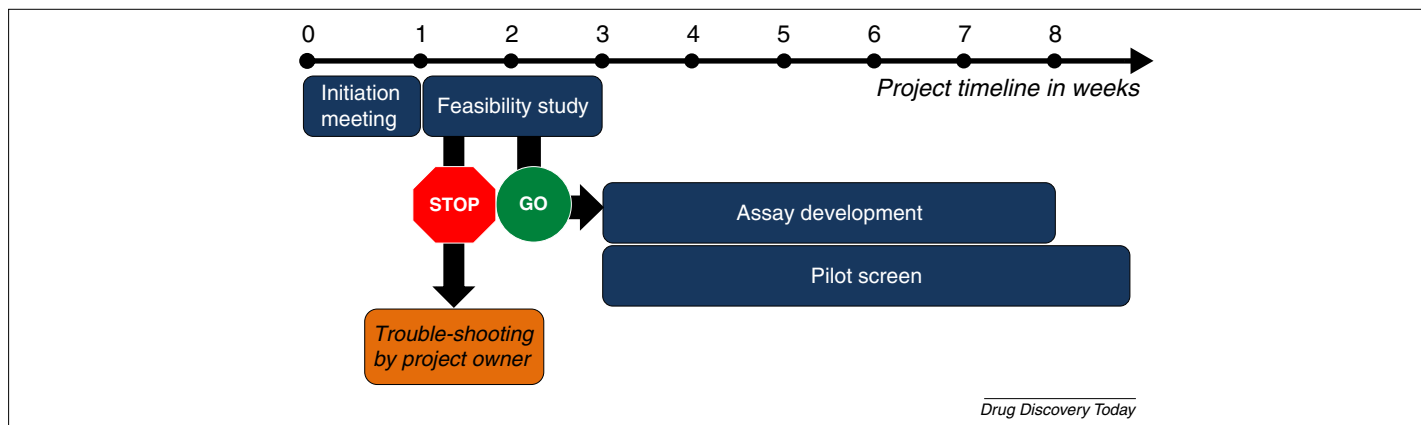 0 1 2 3 4 5 6 7 8
Project timeline in weeks
Initiation
meeting
Feasibility study
STOP
GO
Assay development
Pilot screen
Trouble-shooting
by project owner
Drug Discovery Today